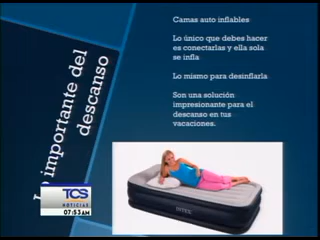 Camas auto inflables
Lo único que debes hacer
es conectarlas y ella sola
se infla
Lo mismo para desinflarla
Son una solución
impresionante para el
descanso en tus
vacaciones.
Lo importante del
descanso
INTEX
TCS
NOTICIAS
07:53AM